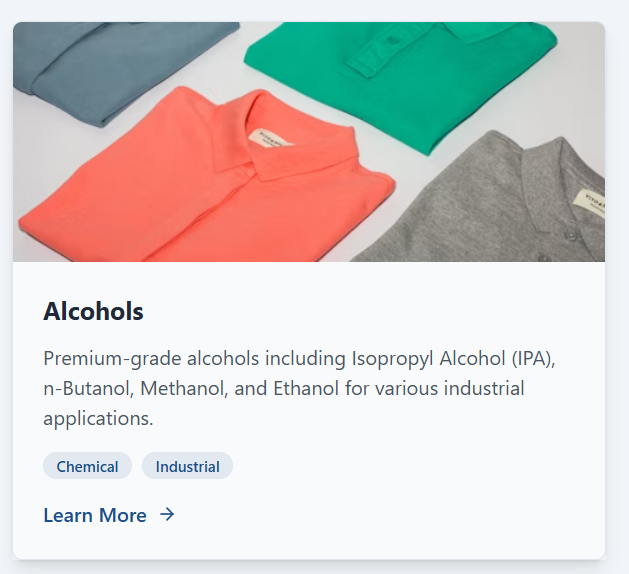 Alcohols
Premium-grade alcohols including Isopropyl Alcohol (IPA),
n-Butanol, Methanol, and Ethanol for various industrial
applications.
Chemical
Industrial
Learn More →